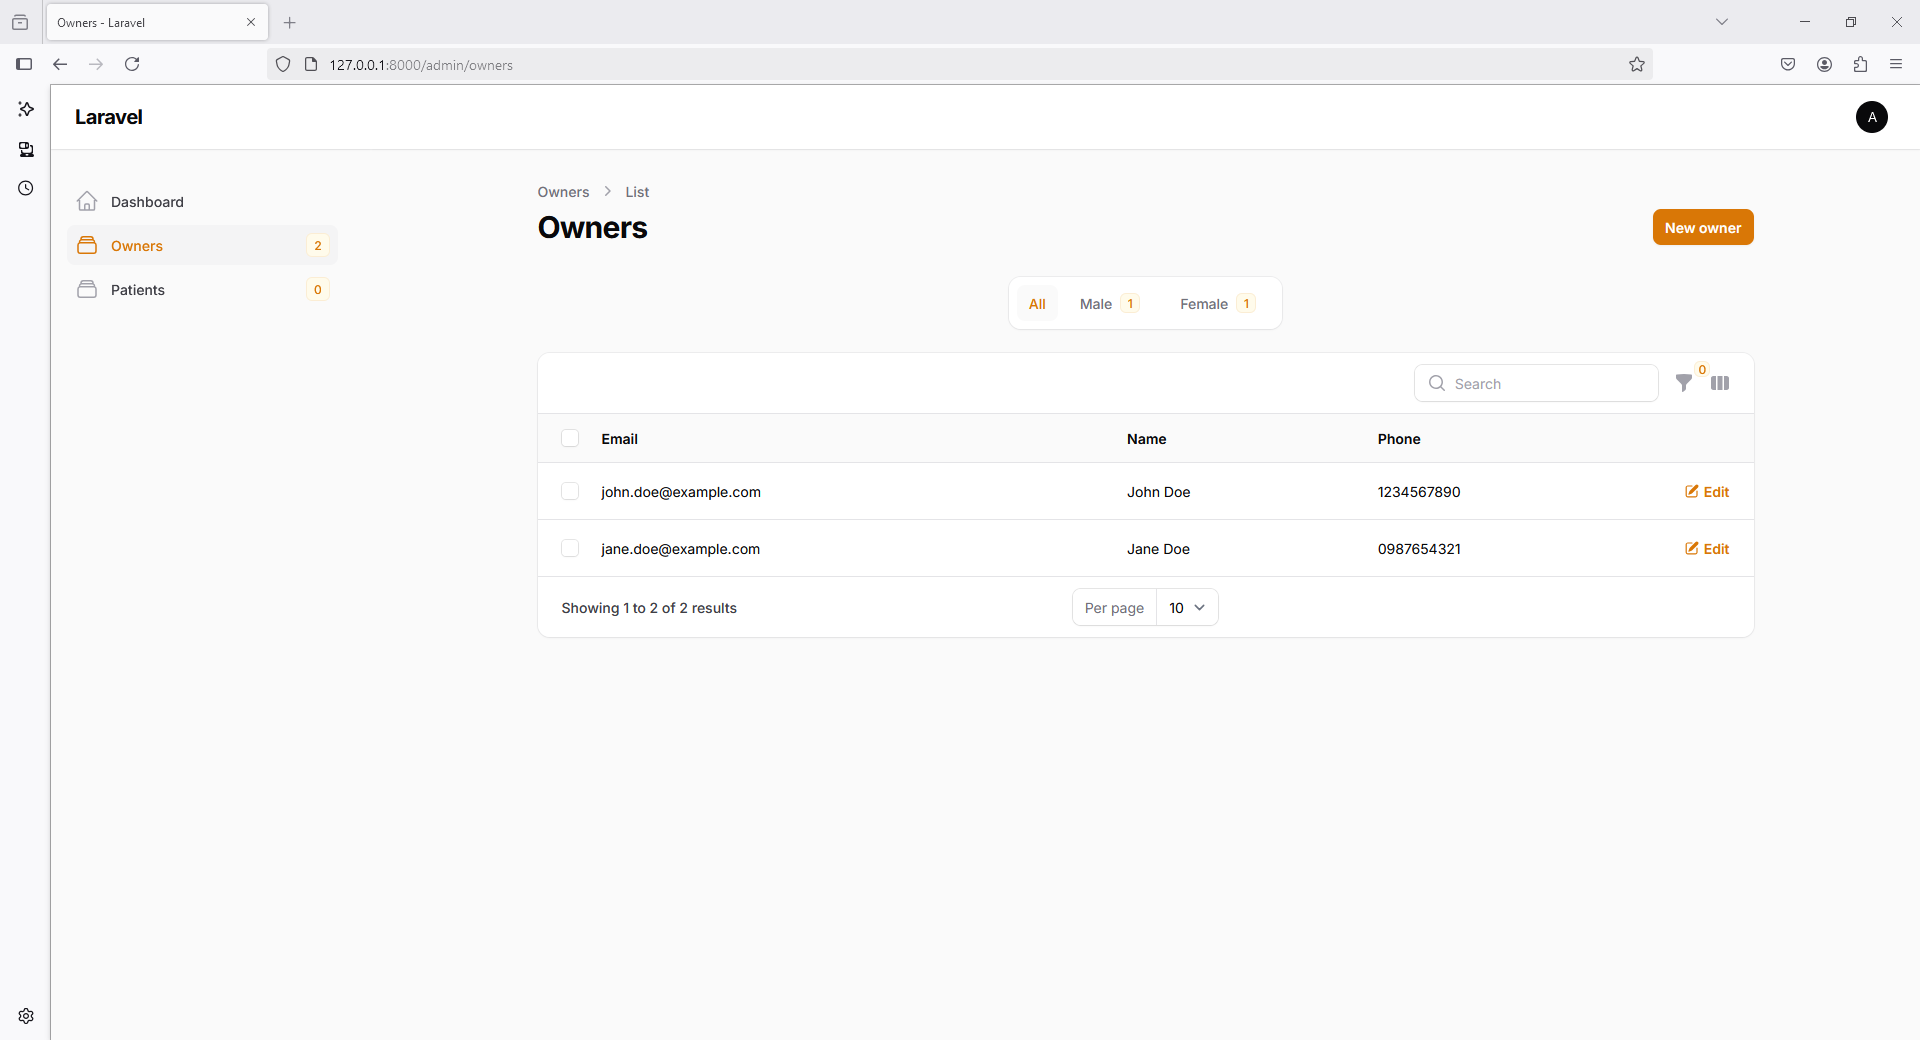 Owners - Laravel
127.0.0.1:8000/admin/owners
Laravel
A
Dashboard
Owners 2
Patients 0
Owners List
Owners
New owner
All Male 1 Female 1
Search 0
Email Name Phone
john.doe@example.com John Doe 1234567890 Edit
jane.doe@example.com Jane Doe 0987654321 Edit
Showing 1 to 2 of 2 results Per page 10